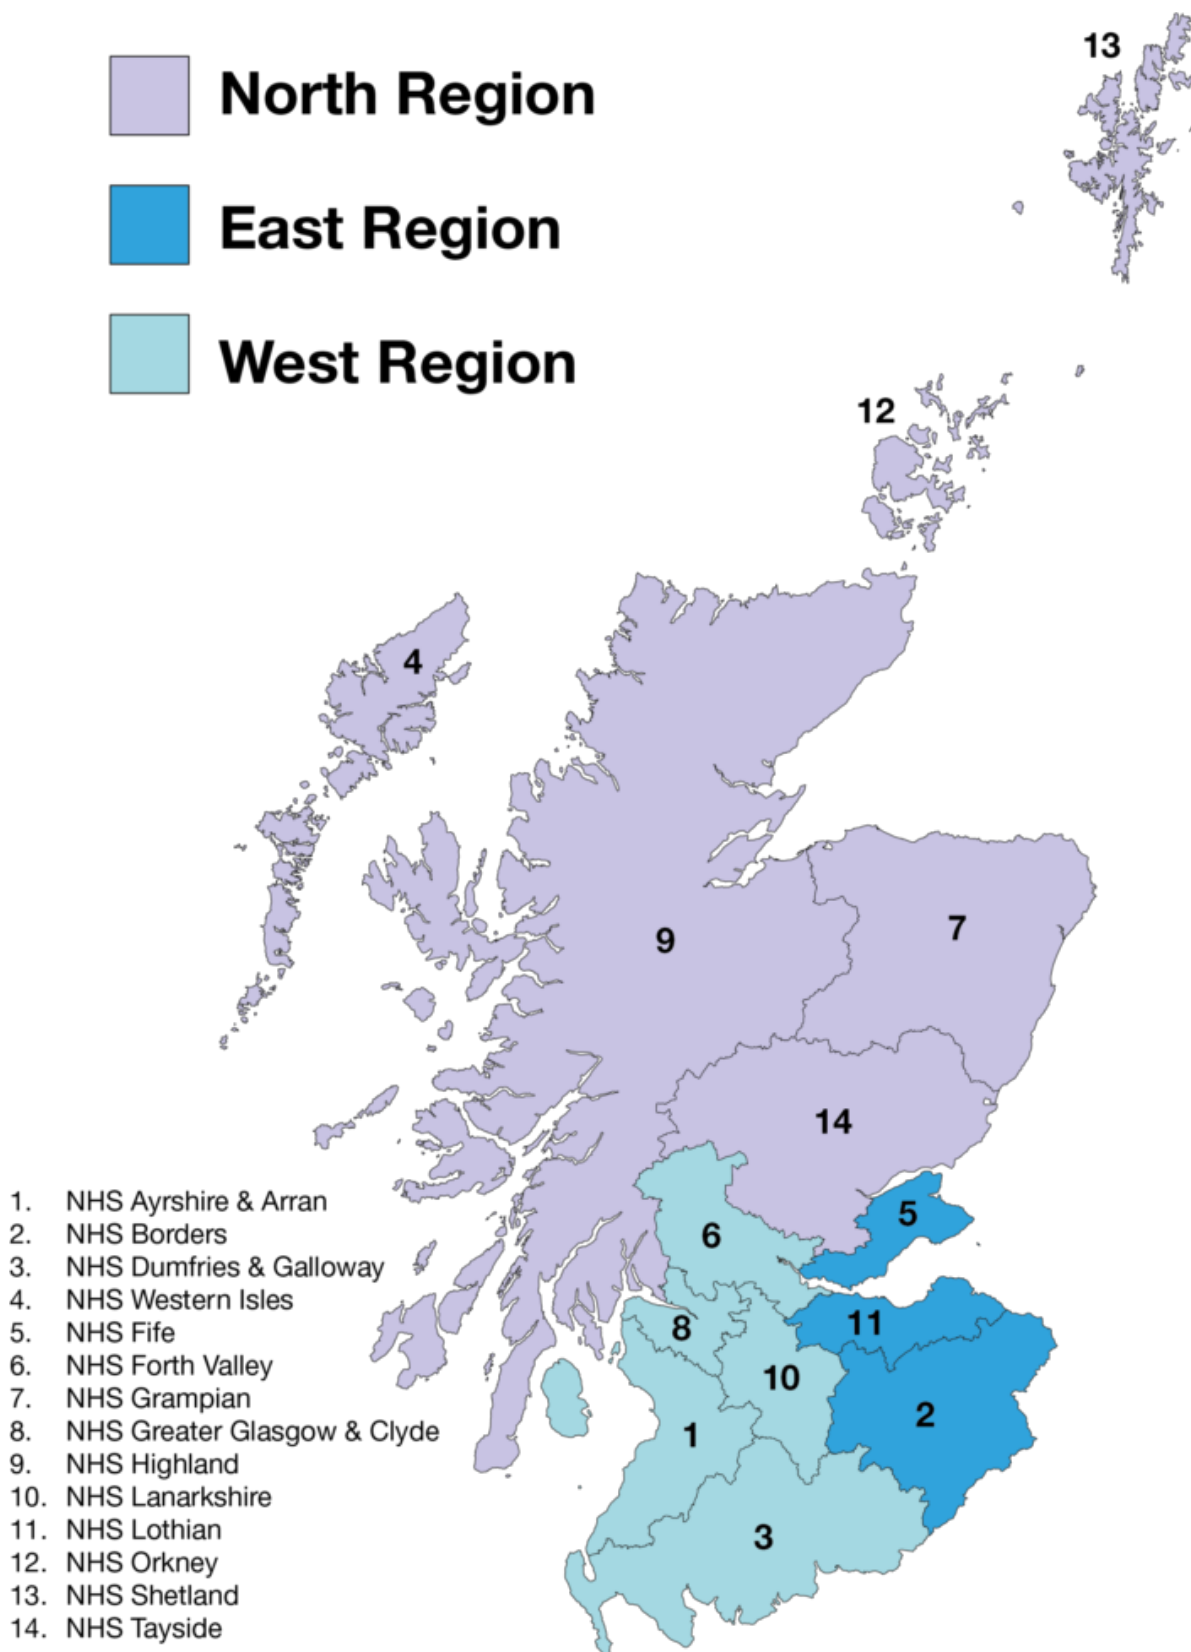 North Region
East Region
West Region
13
12
4
9
7
14
5
6
11
8
10
2
1
3
1. NHS Ayrshire & Arran
2. NHS Borders
3. NHS Dumfries & Galloway
4. NHS Western Isles
5. NHS Fife
6. NHS Forth Valley
7. NHS Grampian
8. NHS Greater Glasgow & Clyde
9. NHS Highland
10. NHS Lanarkshire
11. NHS Lothian
12. NHS Orkney
13. NHS Shetland
14. NHS Tayside